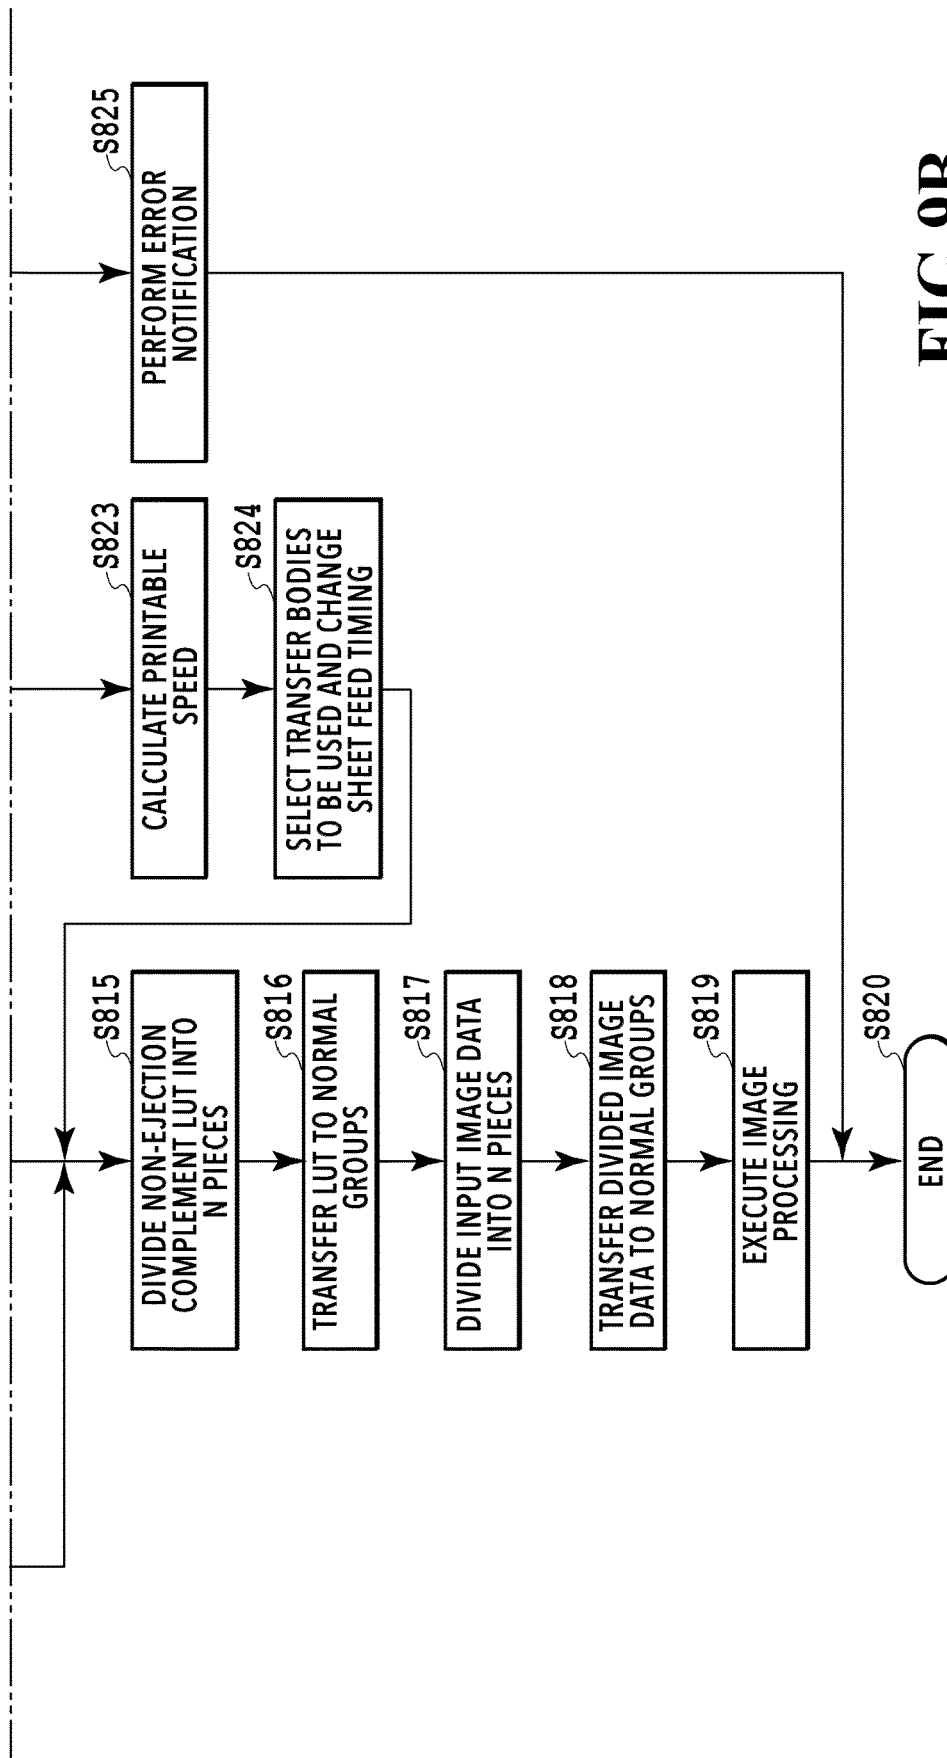 S815
DIVIDE NON-EJECTION
COMPLEMENT LUT INTO
N PIECES
S816
TRANSFER LUT TO NORMAL
GROUPS
S817
DIVIDE INPUT IMAGE DATA
INTO N PIECES
S818
TRANSFER DIVIDED IMAGE
DATA TO NORMAL GROUPS
S819
EXECUTE IMAGE
PROCESSING
S820
END
S823
CALCULATE PRINTABLE
SPEED
S824
SELECT TRANSFER BODIES
TO BE USED AND CHANGE
SHEET FEED TIMING
S825
PERFORM ERROR
NOTIFICATION
FIG.9B